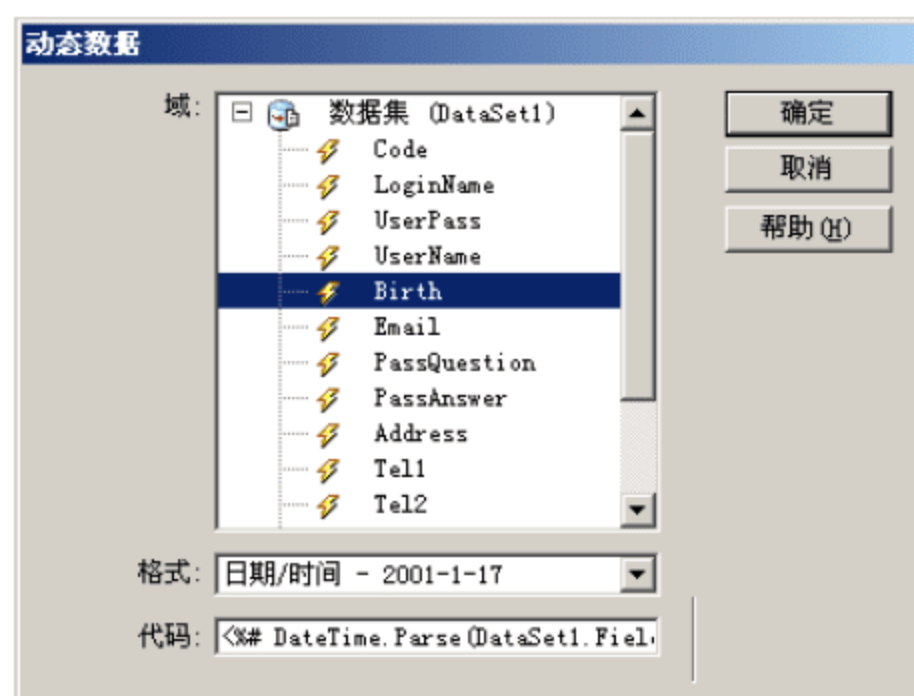 动态数据
域:
数据集 (DataSet1)
Code
LoginName
UserPass
UserName
Birth
Email
PassQuestion
PassAnswer
Address
Tel1
Tel2
确定
取消
帮助(H)
格式: 日期/时间 - 2001-1-17
代码: <%# DateTime.Parse(DataSet1.Fiel